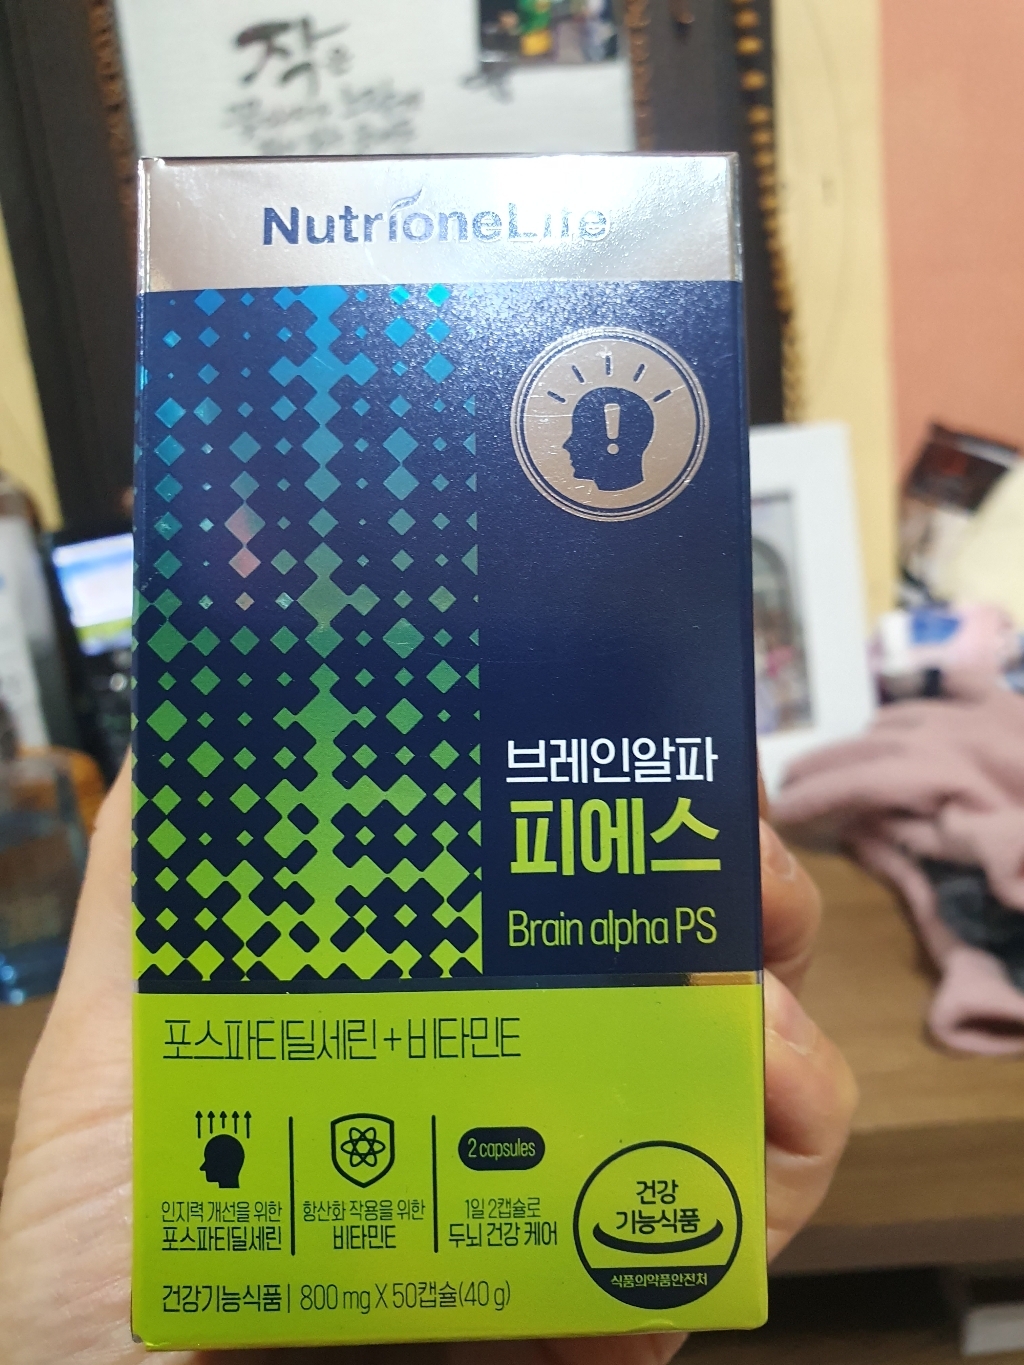 작은
NutrioneLife
브레인알파
피에스
Brain alpha PS
포스파티딜세린 + 비타민E
인지력 개선을 위한
포스파티딜세린
항산화 작용을 위한
비타민E
2 capsules
1일 2캡슐로
두뇌 건강 케어
건강
기능식품
식품의약품안전처
건강기능식품 | 800 mg X 50캡슐(40 g)